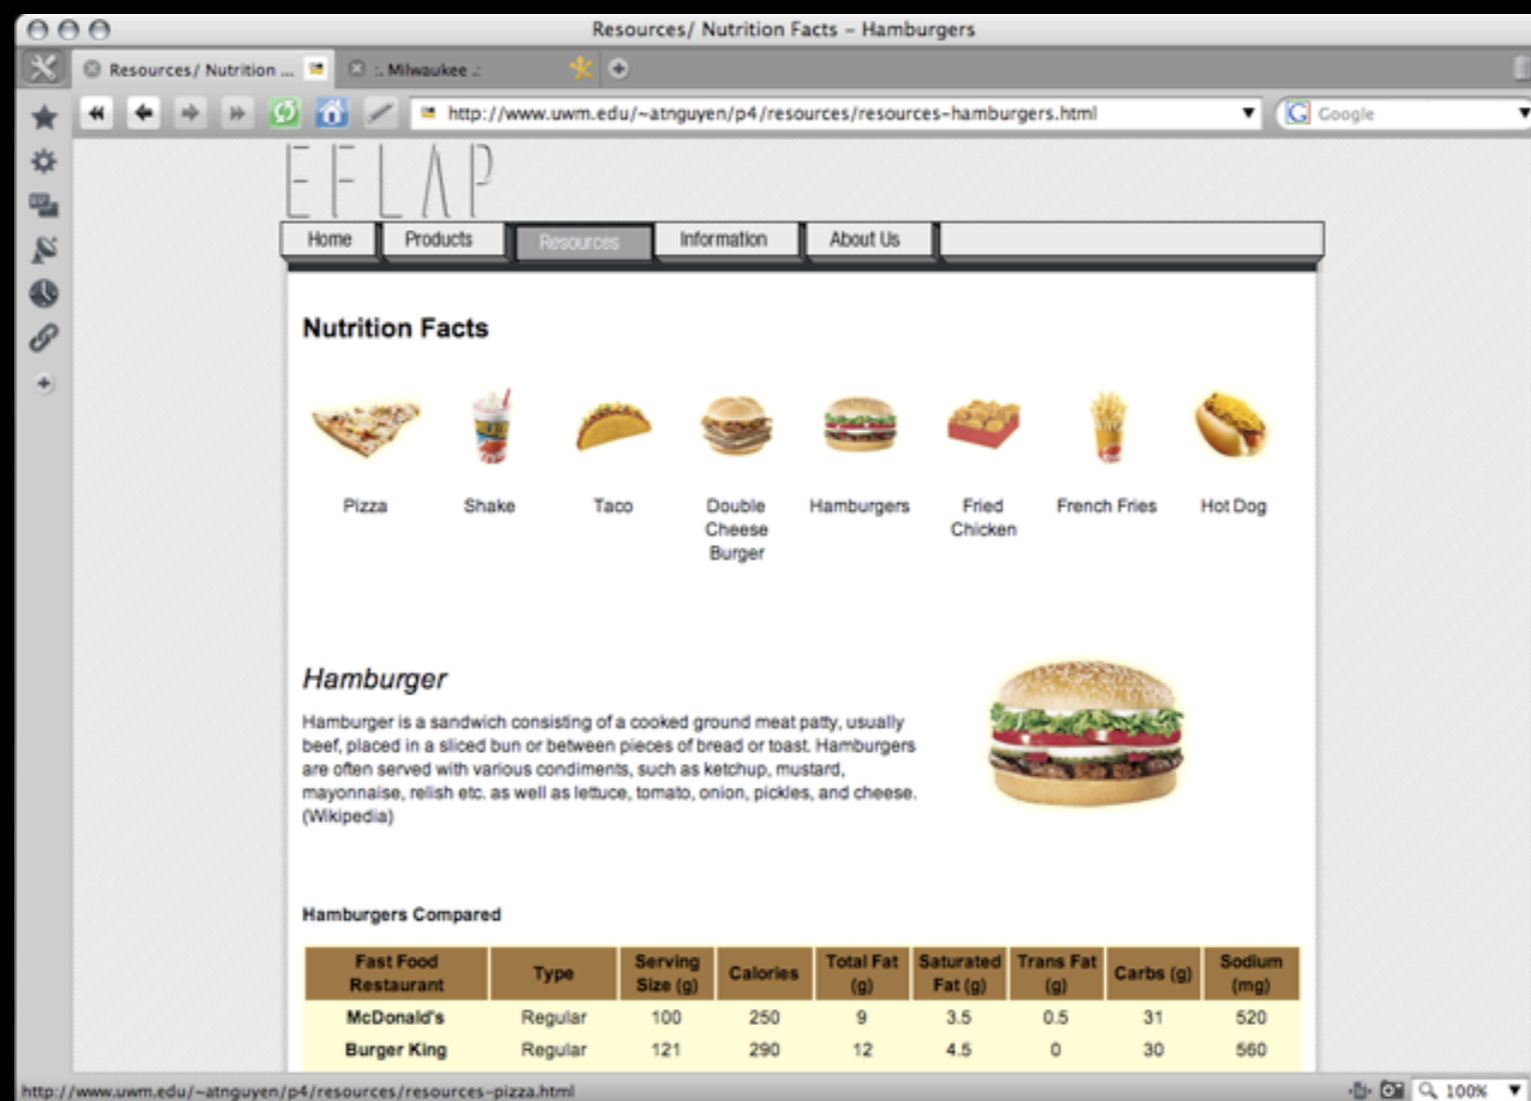 Resources/ Nutrition Facts – Hamburgers
Resources/ Nutrition ...
:. Milwaukee .:
http://www.uwm.edu/~atnguyen/p4/resources/resources-hamburgers.html
G Google
EFLAP
Home Products Resources Information About Us
Nutrition Facts
Pizza Shake Taco Double Cheese Burger Hamburgers Fried Chicken French Fries Hot Dog
Hamburger
Hamburger is a sandwich consisting of a cooked ground meat patty, usually
beef, placed in a sliced bun or between pieces of bread or toast. Hamburgers
are often served with various condiments, such as ketchup, mustard,
mayonnaise, relish etc. as well as lettuce, tomato, onion, pickles, and cheese.
(Wikipedia)
Hamburgers Compared
Fast Food Restaurant Type Serving Size (g) Calories Total Fat (g) Saturated Fat (g) Trans Fat (g) Carbs (g) Sodium (mg)
McDonald's Regular 100 250 9 3.5 0.5 31 520
Burger King Regular 121 290 12 4.5 0 30 560
http://www.uwm.edu/~atnguyen/p4/resources/resources-pizza.html
100%